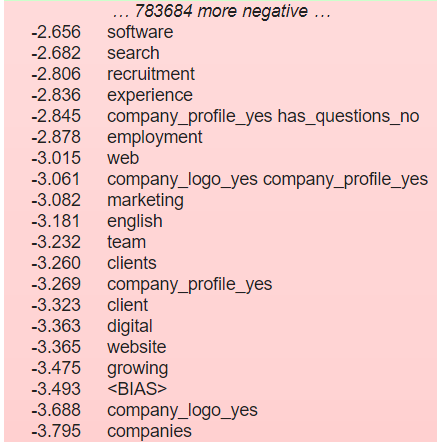 … 783684 more negative …
-2.656 software
-2.682 search
-2.806 recruitment
-2.836 experience
-2.845 company_profile_yes has_questions_no
-2.878 employment
-3.015 web
-3.061 company_logo_yes company_profile_yes
-3.082 marketing
-3.181 english
-3.232 team
-3.260 clients
-3.269 company_profile_yes
-3.323 client
-3.363 digital
-3.365 website
-3.475 growing
-3.493 <BIAS>
-3.688 company_logo_yes
-3.795 companies